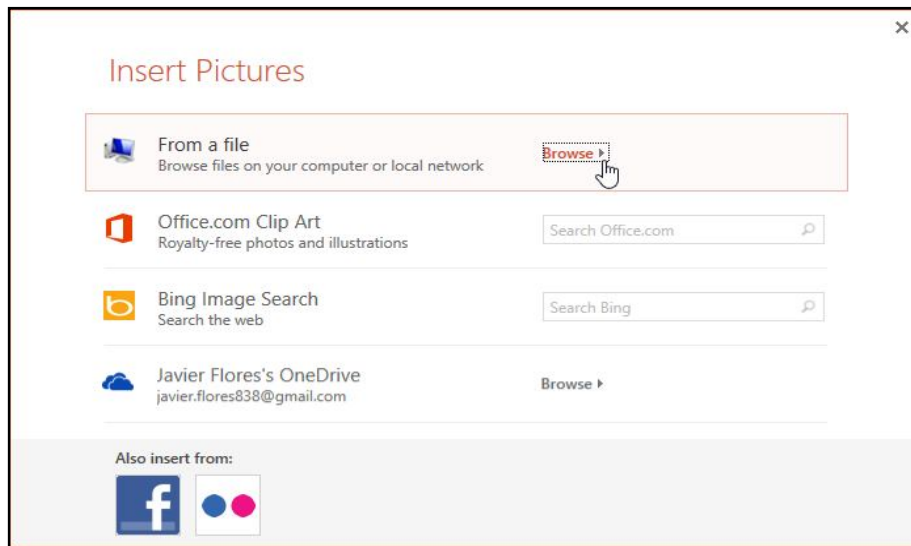 Insert Pictures
From a file
Browse files on your computer or local network
Browse
Office.com Clip Art
Royalty-free photos and illustrations
Search Office.com
Bing Image Search
Search the web
Search Bing
Javier Flores's OneDrive
javier.flores838@gmail.com
Browse
Also insert from:
f